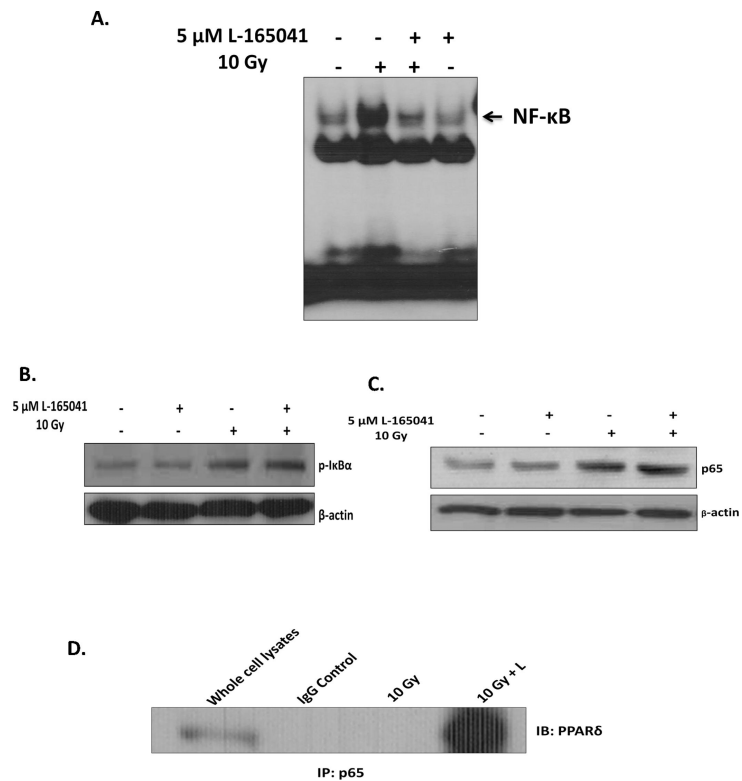 A.
5 µM L-165041 - - + +
10 Gy - + + -
NF-κB
B.
5 µM L-165041 - + - +
10 Gy - - + +
p-IκBα
β-actin
C.
5 µM L-165041 - + - +
10 Gy - - + +
p65
β-actin
D.
Whole cell lysates
IgG Control
10 Gy
10 Gy + L
IB: PPARδ
IP: p65